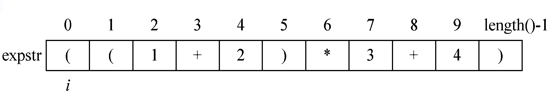 0 1 2 3 4 5 6 7 8 9 length()-1
expstr ( ( 1 + 2 ) * 3 + 4 )
i